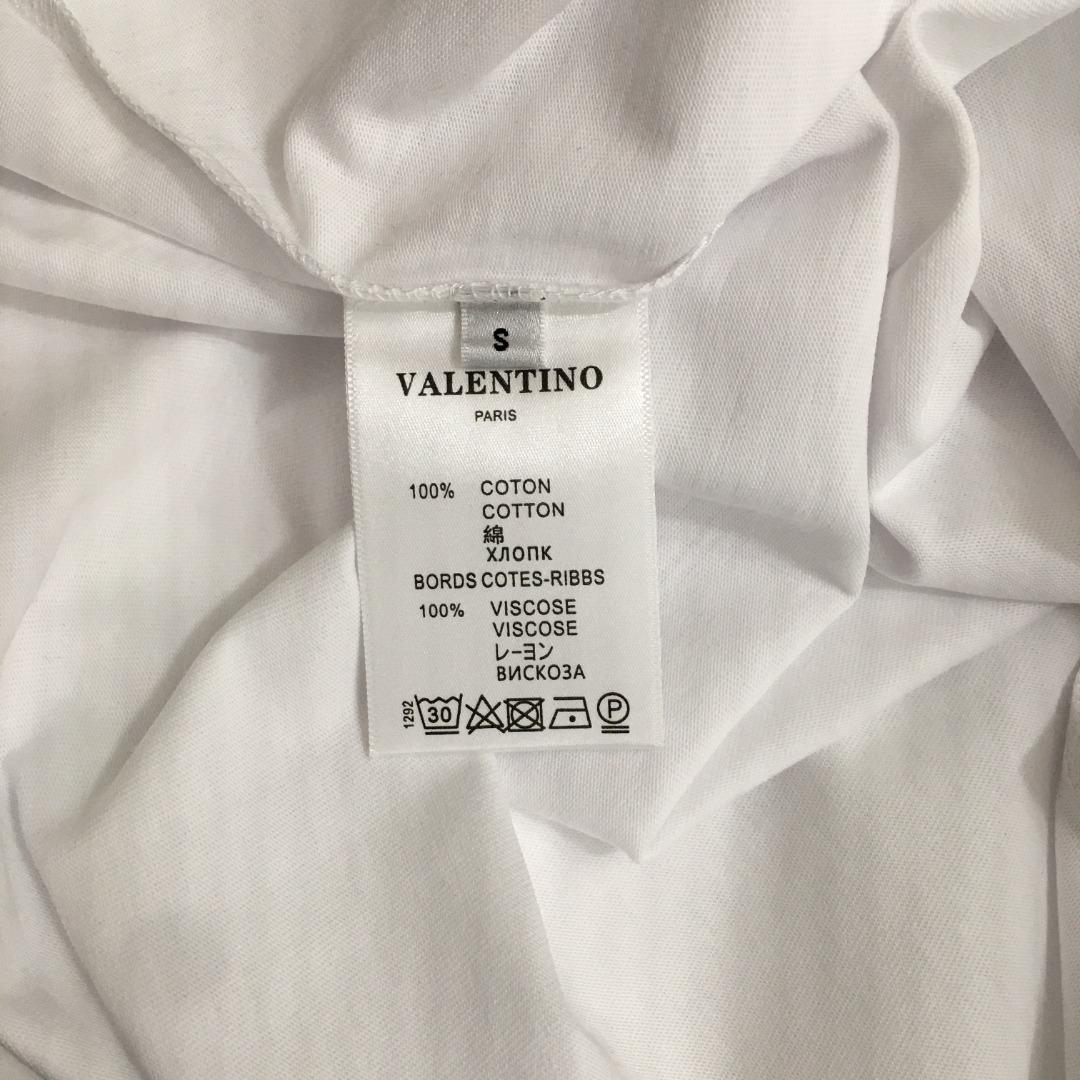 S
VALENTINO
PARIS
100% COTON
COTTON
綿
ХЛОПК
BORDS COTES-RIBBS
100% VISCOSE
VISCOSE
レーヨン
ВИСКОЗА
1292 30 P